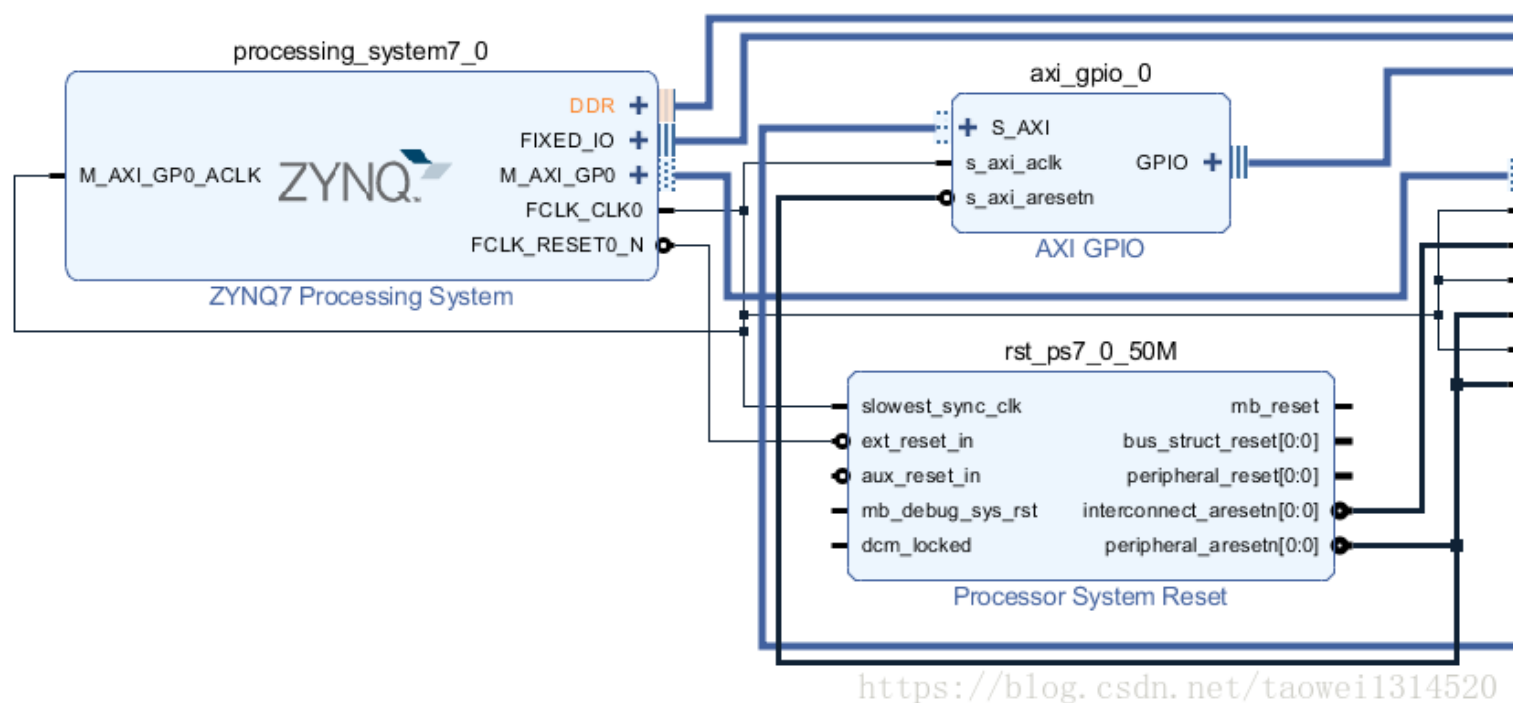 processing_system7_0
DDR
FIXED_IO
M_AXI_GP0_ACLK
ZYNQ
M_AXI_GP0
FCLK_CLK0
FCLK_RESET0_N
ZYNQ7 Processing System
axi_gpio_0
S_AXI
s_axi_aclk
GPIO
s_axi_aresetn
AXI GPIO
rst_ps7_0_50M
slowest_sync_clk
mb_reset
ext_reset_in
bus_struct_reset[0:0]
aux_reset_in
peripheral_reset[0:0]
mb_debug_sys_rst
interconnect_aresetn[0:0]
dcm_locked
peripheral_aresetn[0:0]
Processor System Reset
https://blog.csdn.net/taowei1314520